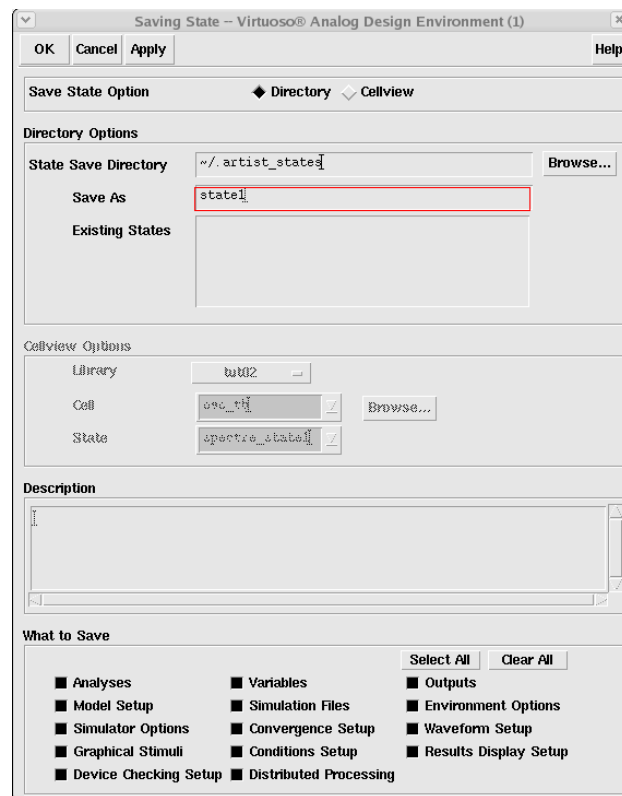 Saving State -- Virtuoso® Analog Design Environment (1)
OK Cancel Apply Help
Save State Option Directory Cellview
Directory Options
State Save Directory ~/.artist_states Browse...
Save As state1
Existing States
Cellview Options
Library tut02
Cell osc_tb Browse...
State spectre_state1
Description
What to Save
Select All Clear All
Analyses Variables Outputs
Model Setup Simulation Files Environment Options
Simulator Options Convergence Setup Waveform Setup
Graphical Stimuli Conditions Setup Results Display Setup
Device Checking Setup Distributed Processing